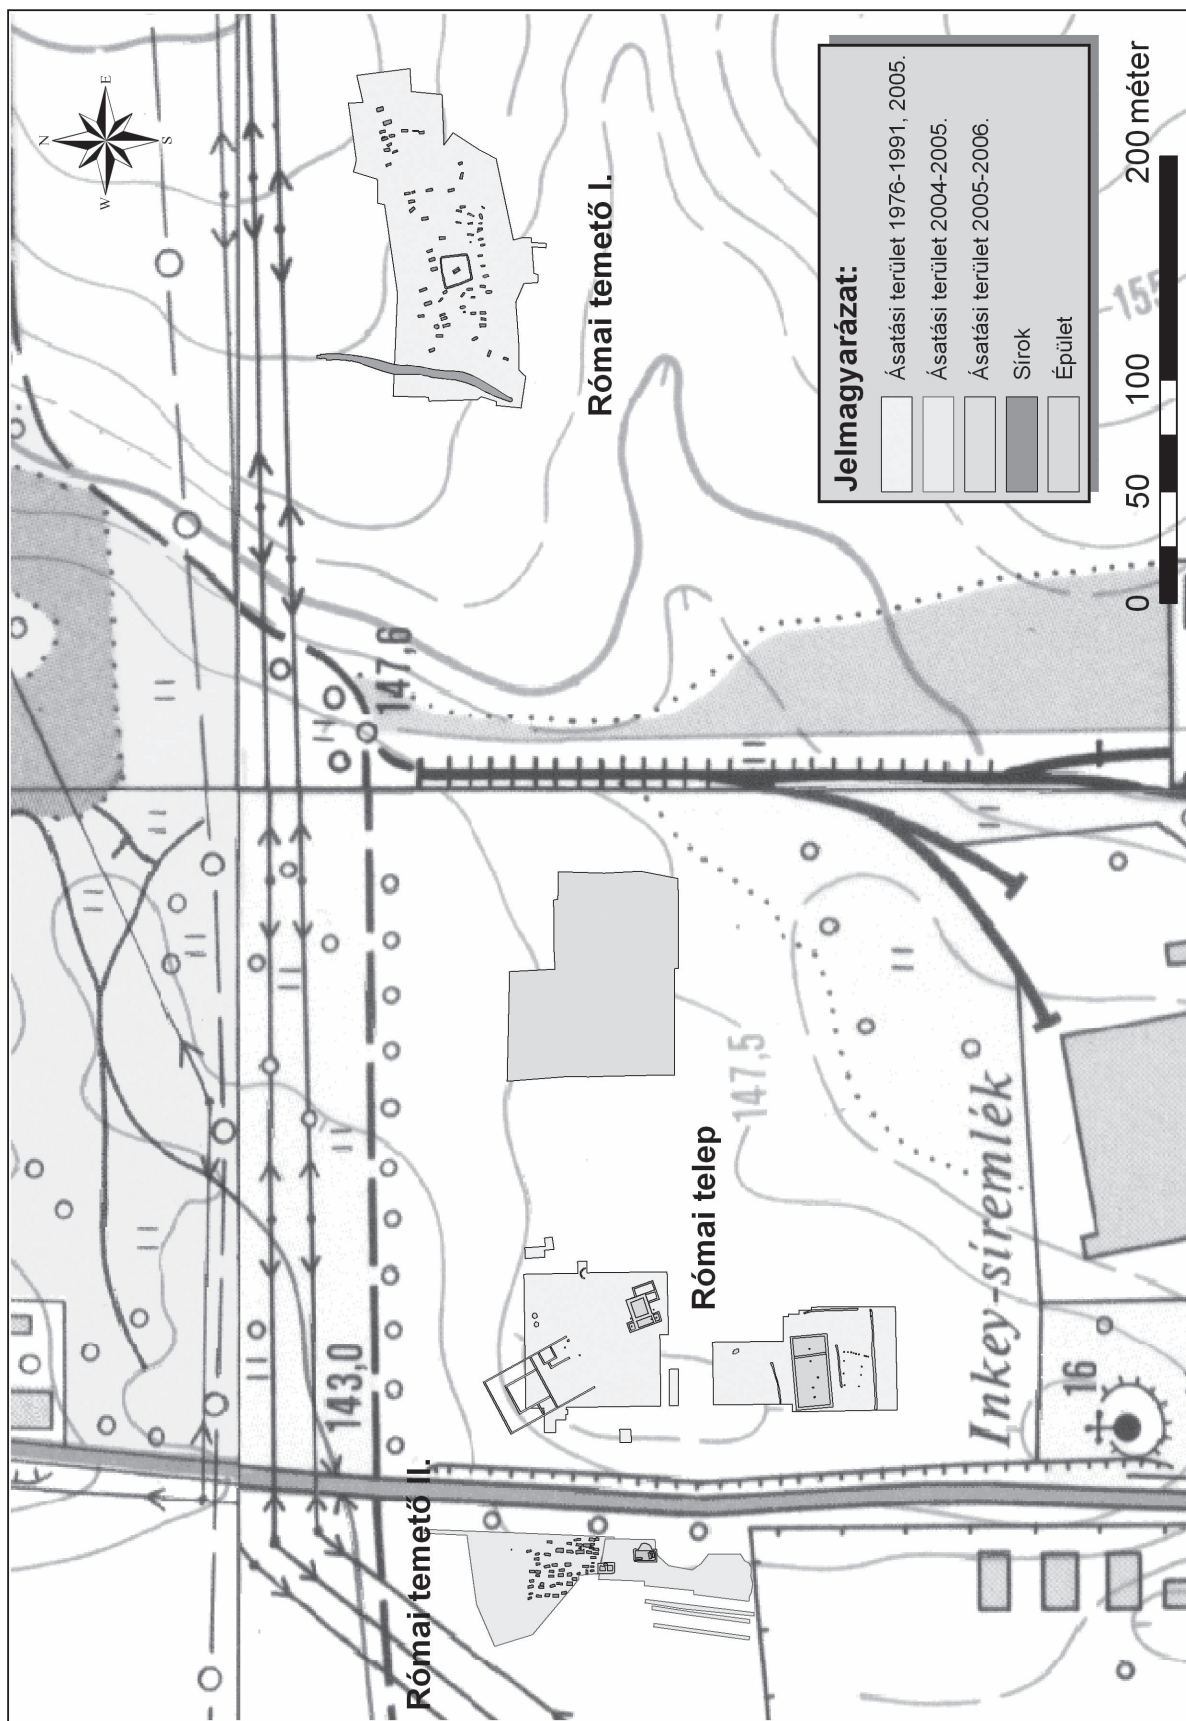 N
E
S
W
Római temető I.
147,6
Római telep
147,5
143,0
Római temető II.
Inkey-síremlék
16
155
Jelmagyarázat:
Ásatási terület 1976-1991, 2005.
Ásatási terület 2004-2005.
Ásatási terület 2005-2006.
Sírok
Épület
0 50 100 200 méter